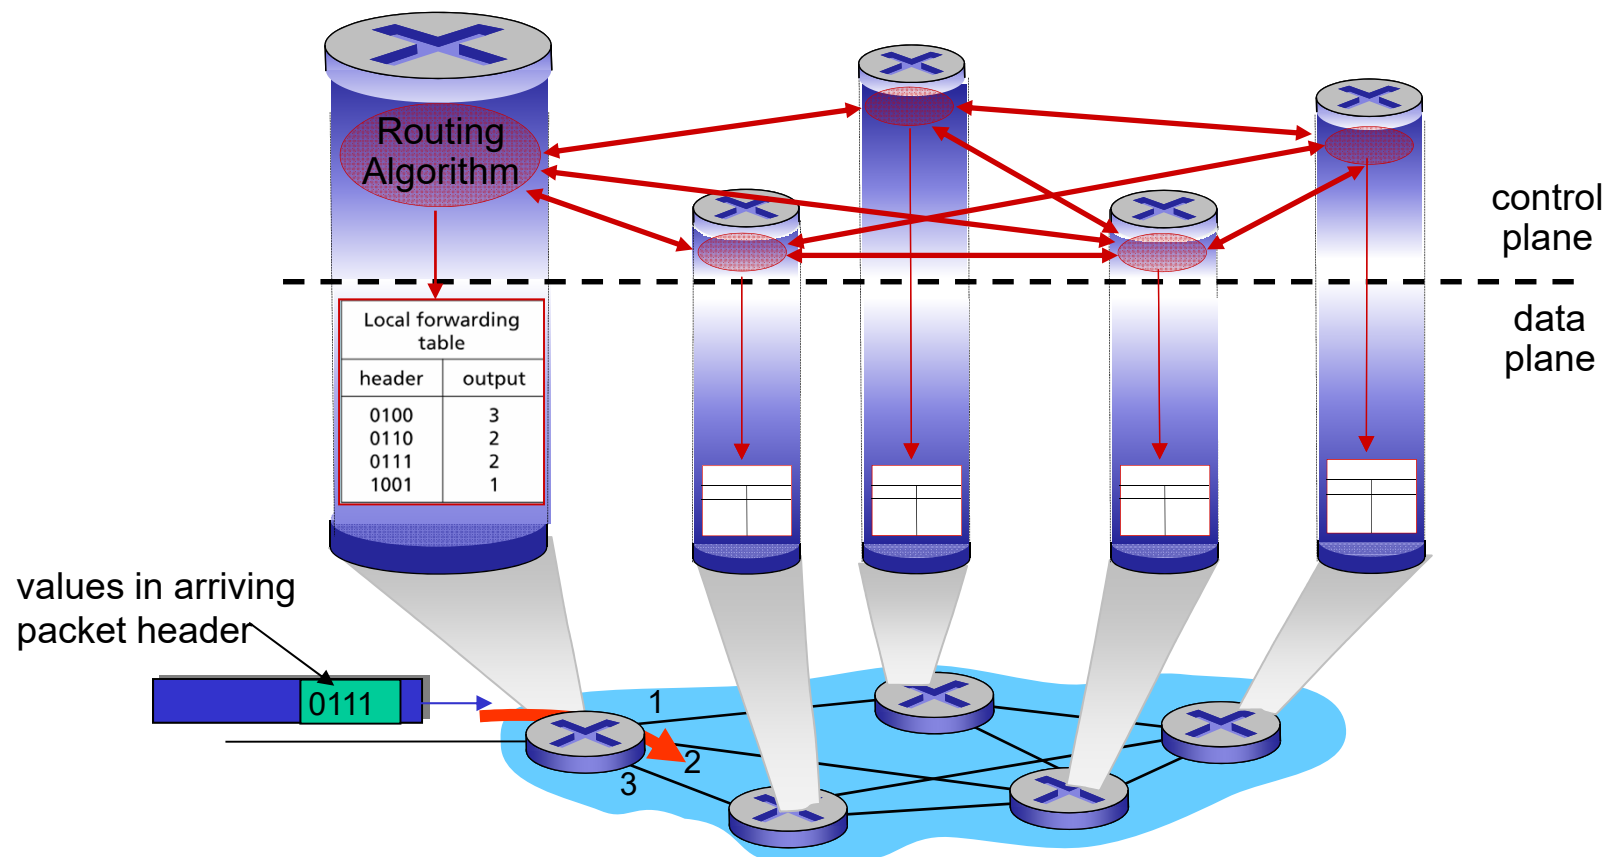 Routing
Algorithm
control
plane
data
plane
Local forwarding
table
header output
0100 3
0110 2
0111 2
1001 1
values in arriving
packet header
0111
1
2
3